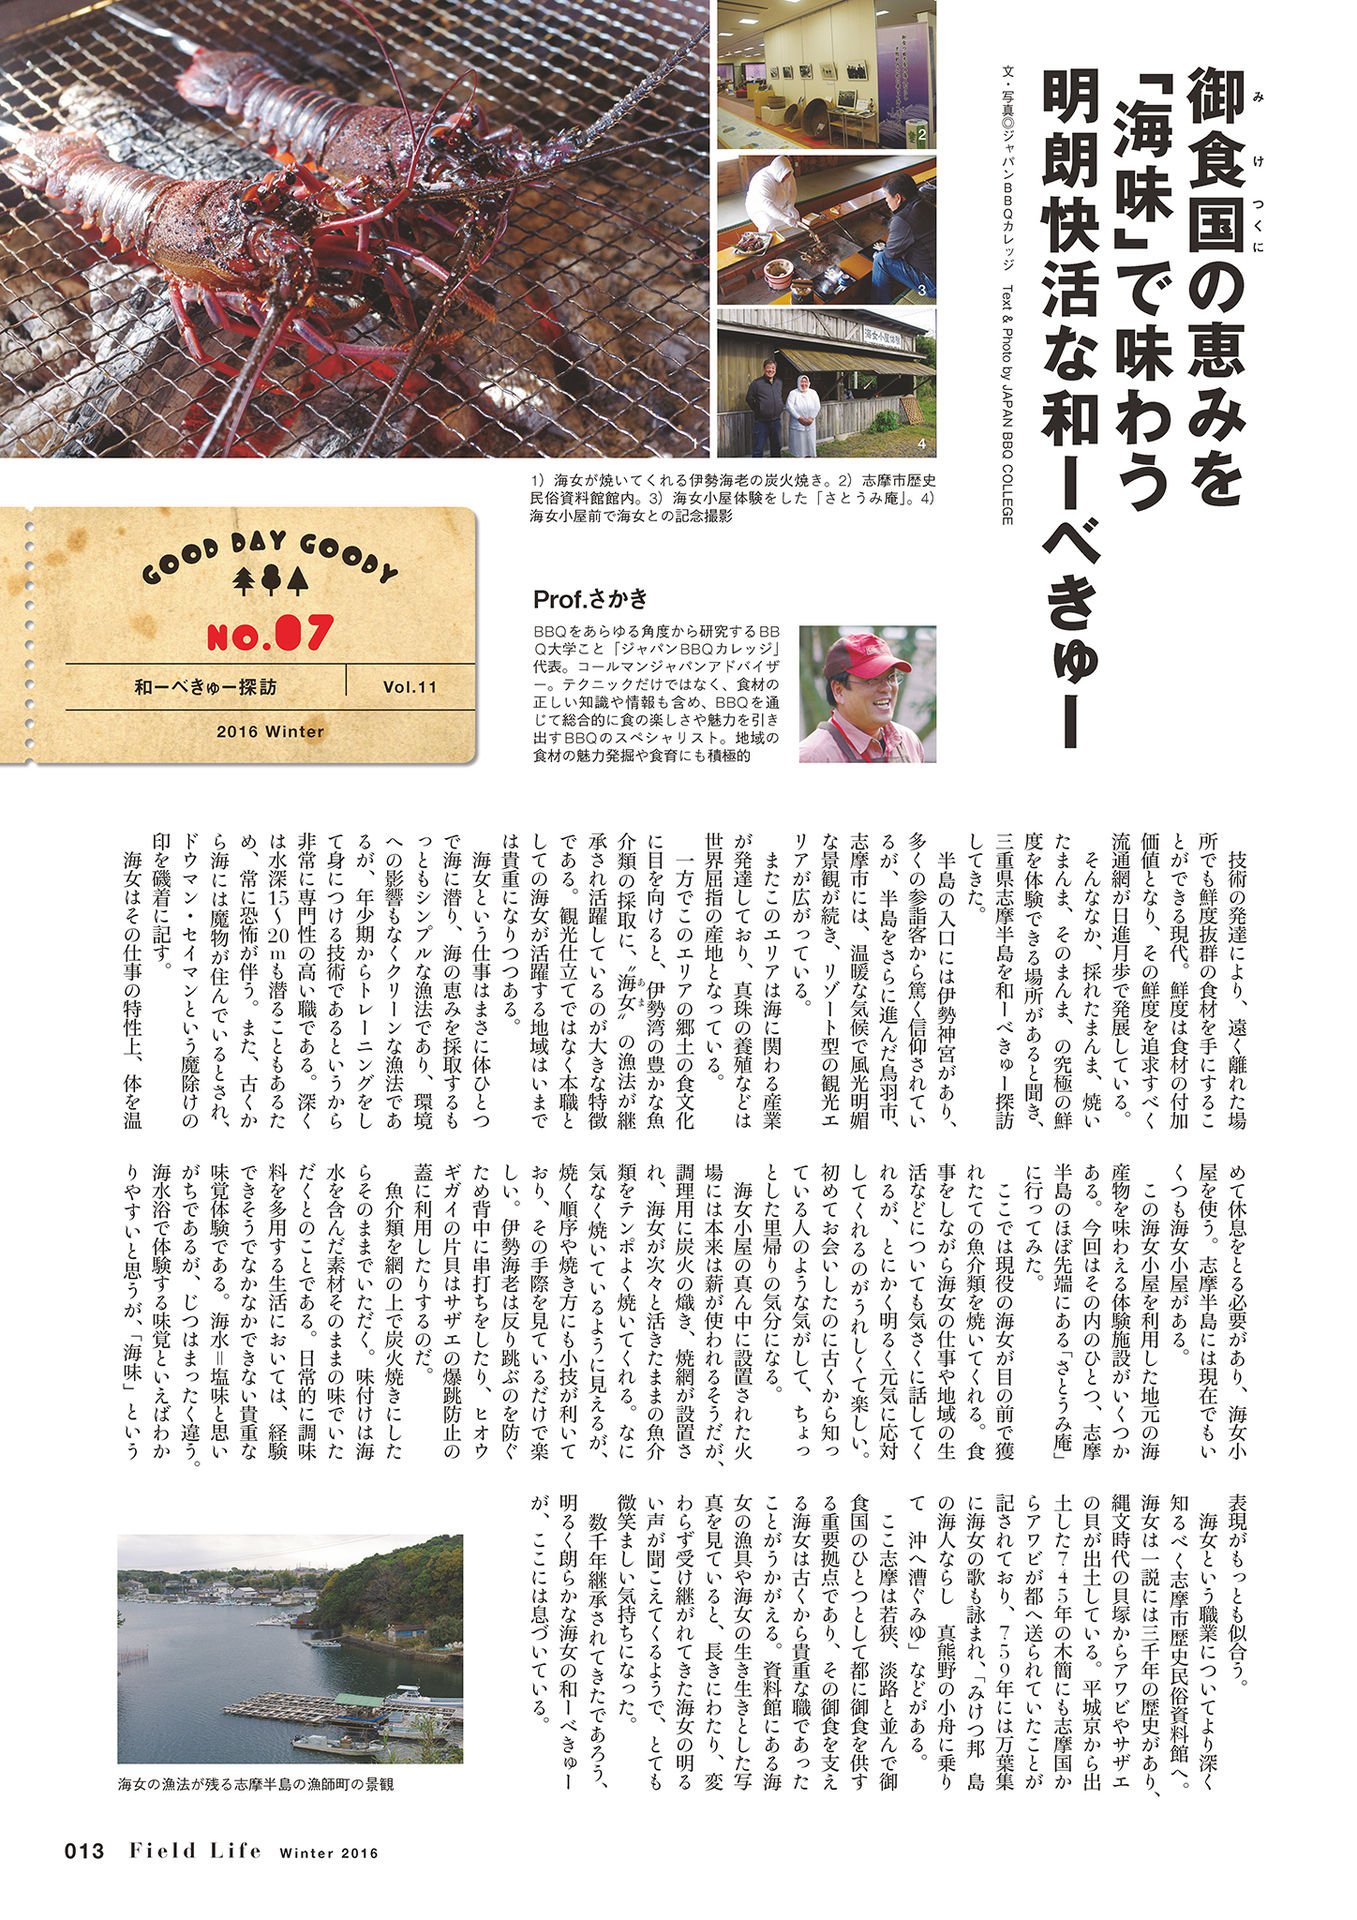 御食国の恵みを
みけつくに
「海味」で味わう
明朗快活な和ーべきゅー
文・写真◎ジャパンBBQカレッジ Text & Photo by JAPAN BBQ COLLEGE
海女小屋体験
1
2
3
4
1）海女が焼いてくれる伊勢海老の炭火焼き。2）志摩市歴史
民俗資料館館内。3）海女小屋体験をした「さとうみ庵」。4）
海女小屋前で海女との記念撮影
GOOD DAY GOODY
NO.07
和ーべきゅー探訪
Vol.11
2016 Winter
Prof.さかき
BBQをあらゆる角度から研究するBB
Q大学こと「ジャパンBBQカレッジ」
代表。コールマンジャパンアドバイザ
ー。テクニックだけではなく、食材の
正しい知識や情報も含め、BBQを通
じて総合的に食の楽しさや魅力を引き
出すBBQのスペシャリスト。地域の
食材の魅力発掘や食育にも積極的
技術の発達により、遠く離れた場
所でも鮮度抜群の食材を手にするこ
とができる現代。鮮度は食材の付加
価値となり、その鮮度を追求すべく
流通網が日進月歩で発展している。
そんななか、採れたまんま、焼い
たまんま、そのまんま、の究極の鮮
度を体験できる場所があると聞き、
三重県志摩半島を和ーべきゅー探訪
してきた。
半島の入口には伊勢神宮があり、
多くの参詣客から篤く信仰されてい
るが、半島をさらに進んだ鳥羽市、
志摩市には、温暖な気候で風光明媚
な景観が続き、リゾート型の観光エ
リアが広がっている。
またこのエリアは海に関わる産業
が発達しており、真珠の養殖などは
世界屈指の産地となっている。
一方でこのエリアの郷土の食文化
に目を向けると、伊勢湾の豊かな魚
介類の採取に、〝海女〟の漁法が継
あま
承され活躍しているのが大きな特徴
である。観光仕立てではなく本職と
しての海女が活躍する地域はいまで
は貴重になりつつある。
海女という仕事はまさに体ひとつ
で海に潜り、海の恵みを採取するも
っともシンプルな漁法であり、環境
への影響もなくクリーンな漁法であ
るが、年少期からトレーニングをし
て身につける技術であるというから
非常に専門性の高い職である。深く
は水深15〜20mも潜ることもあるた
め、常に恐怖が伴う。また、古くか
ら海には魔物が住んでいるとされ、
ドウマン・セイマンという魔除けの
印を磯着に記す。
海女はその仕事の特性上、体を温
めて休息をとる必要があり、海女小
屋を使う。志摩半島には現在でもい
くつも海女小屋がある。
この海女小屋を利用した地元の海
産物を味わえる体験施設がいくつか
ある。今回はその内のひとつ、志摩
半島のほぼ先端にある「さとうみ庵」
に行ってみた。
ここでは現役の海女が目の前で獲
れたての魚介類を焼いてくれる。食
事をしながら海女の仕事や地域の生
活などについても気さくに話してく
れるが、とにかく明るく元気に応対
してくれるのがうれしくて楽しい。
初めてお会いしたのに古くから知っ
ている人のような気がして、ちょっ
とした里帰りの気分になる。
海女小屋の真ん中に設置された火
場には本来は薪が使われるそうだが、
調理用に炭火の熾き、焼網が設置さ
れ、海女が次々と活きたままの魚介
類をテンポよく焼いてくれる。なに
気なく焼いているように見えるが、
焼く順序や焼き方にも小技が利いて
おり、その手際を見ているだけで楽
しい。伊勢海老は反り跳ぶのを防ぐ
ため背中に串打ちをしたり、ヒオウ
ギガイの片貝はサザエの爆跳防止の
蓋に利用したりするのだ。
魚介類を網の上で炭火焼きにした
らそのままでいただく。味付けは海
水を含んだ素材そのままの味でいた
だくとのことである。日常的に調味
料を多用する生活においては、経験
できそうでなかなかできない貴重な
味覚体験である。海水＝塩味と思い
がちであるが、じつはまったく違う。
海水浴で体験する味覚といえばわか
りやすいと思うが、「海味」という
表現がもっとも似合う。
海女という職業についてより深く
知るべく志摩市歴史民俗資料館へ。
海女は一説には三千年の歴史があり、
縄文時代の貝塚からアワビやサザエ
の貝が出土している。平城京から出
土した745年の木簡にも志摩国か
らアワビが都へ送られていたことが
記されており、759年には万葉集
に海女の歌も詠まれ、「みけつ邦　島
の海人ならし　真熊野の小舟に乗り
て　沖へ漕ぐみゆ」などがある。
ここ志摩は若狭、淡路と並んで御
食国のひとつとして都に御食を供す
る重要拠点であり、その御食を支え
る海女は古くから貴重な職であった
ことがうかがえる。資料館にある海
女の漁具や海女の生き生きとした写
真を見ていると、長きにわたり、変
わらず受け継がれてきた海女の明る
い声が聞こえてくるようで、とても
微笑ましい気持ちになった。
数千年継承されてきたであろう、
明るく朗らかな海女の和ーべきゅー
が、ここには息づいている。
海女の漁法が残る志摩半島の漁師町の景観
013 Field Life Winter 2016